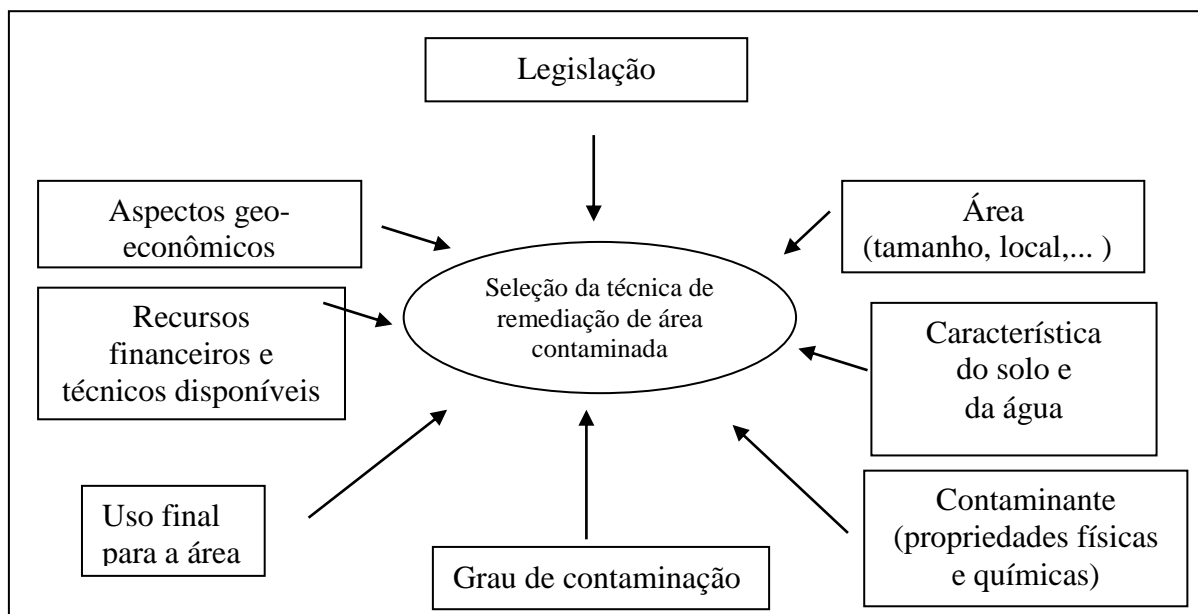 Legislação
Aspectos geo-
econômicos
Área
(tamanho, local,... )
Seleção da técnica de
remediação de área
contaminada
Recursos
financeiros e
técnicos disponíveis
Característica
do solo e
da água
Uso final
para a área
Grau de contaminação
Contaminante
(propriedades físicas
e químicas)